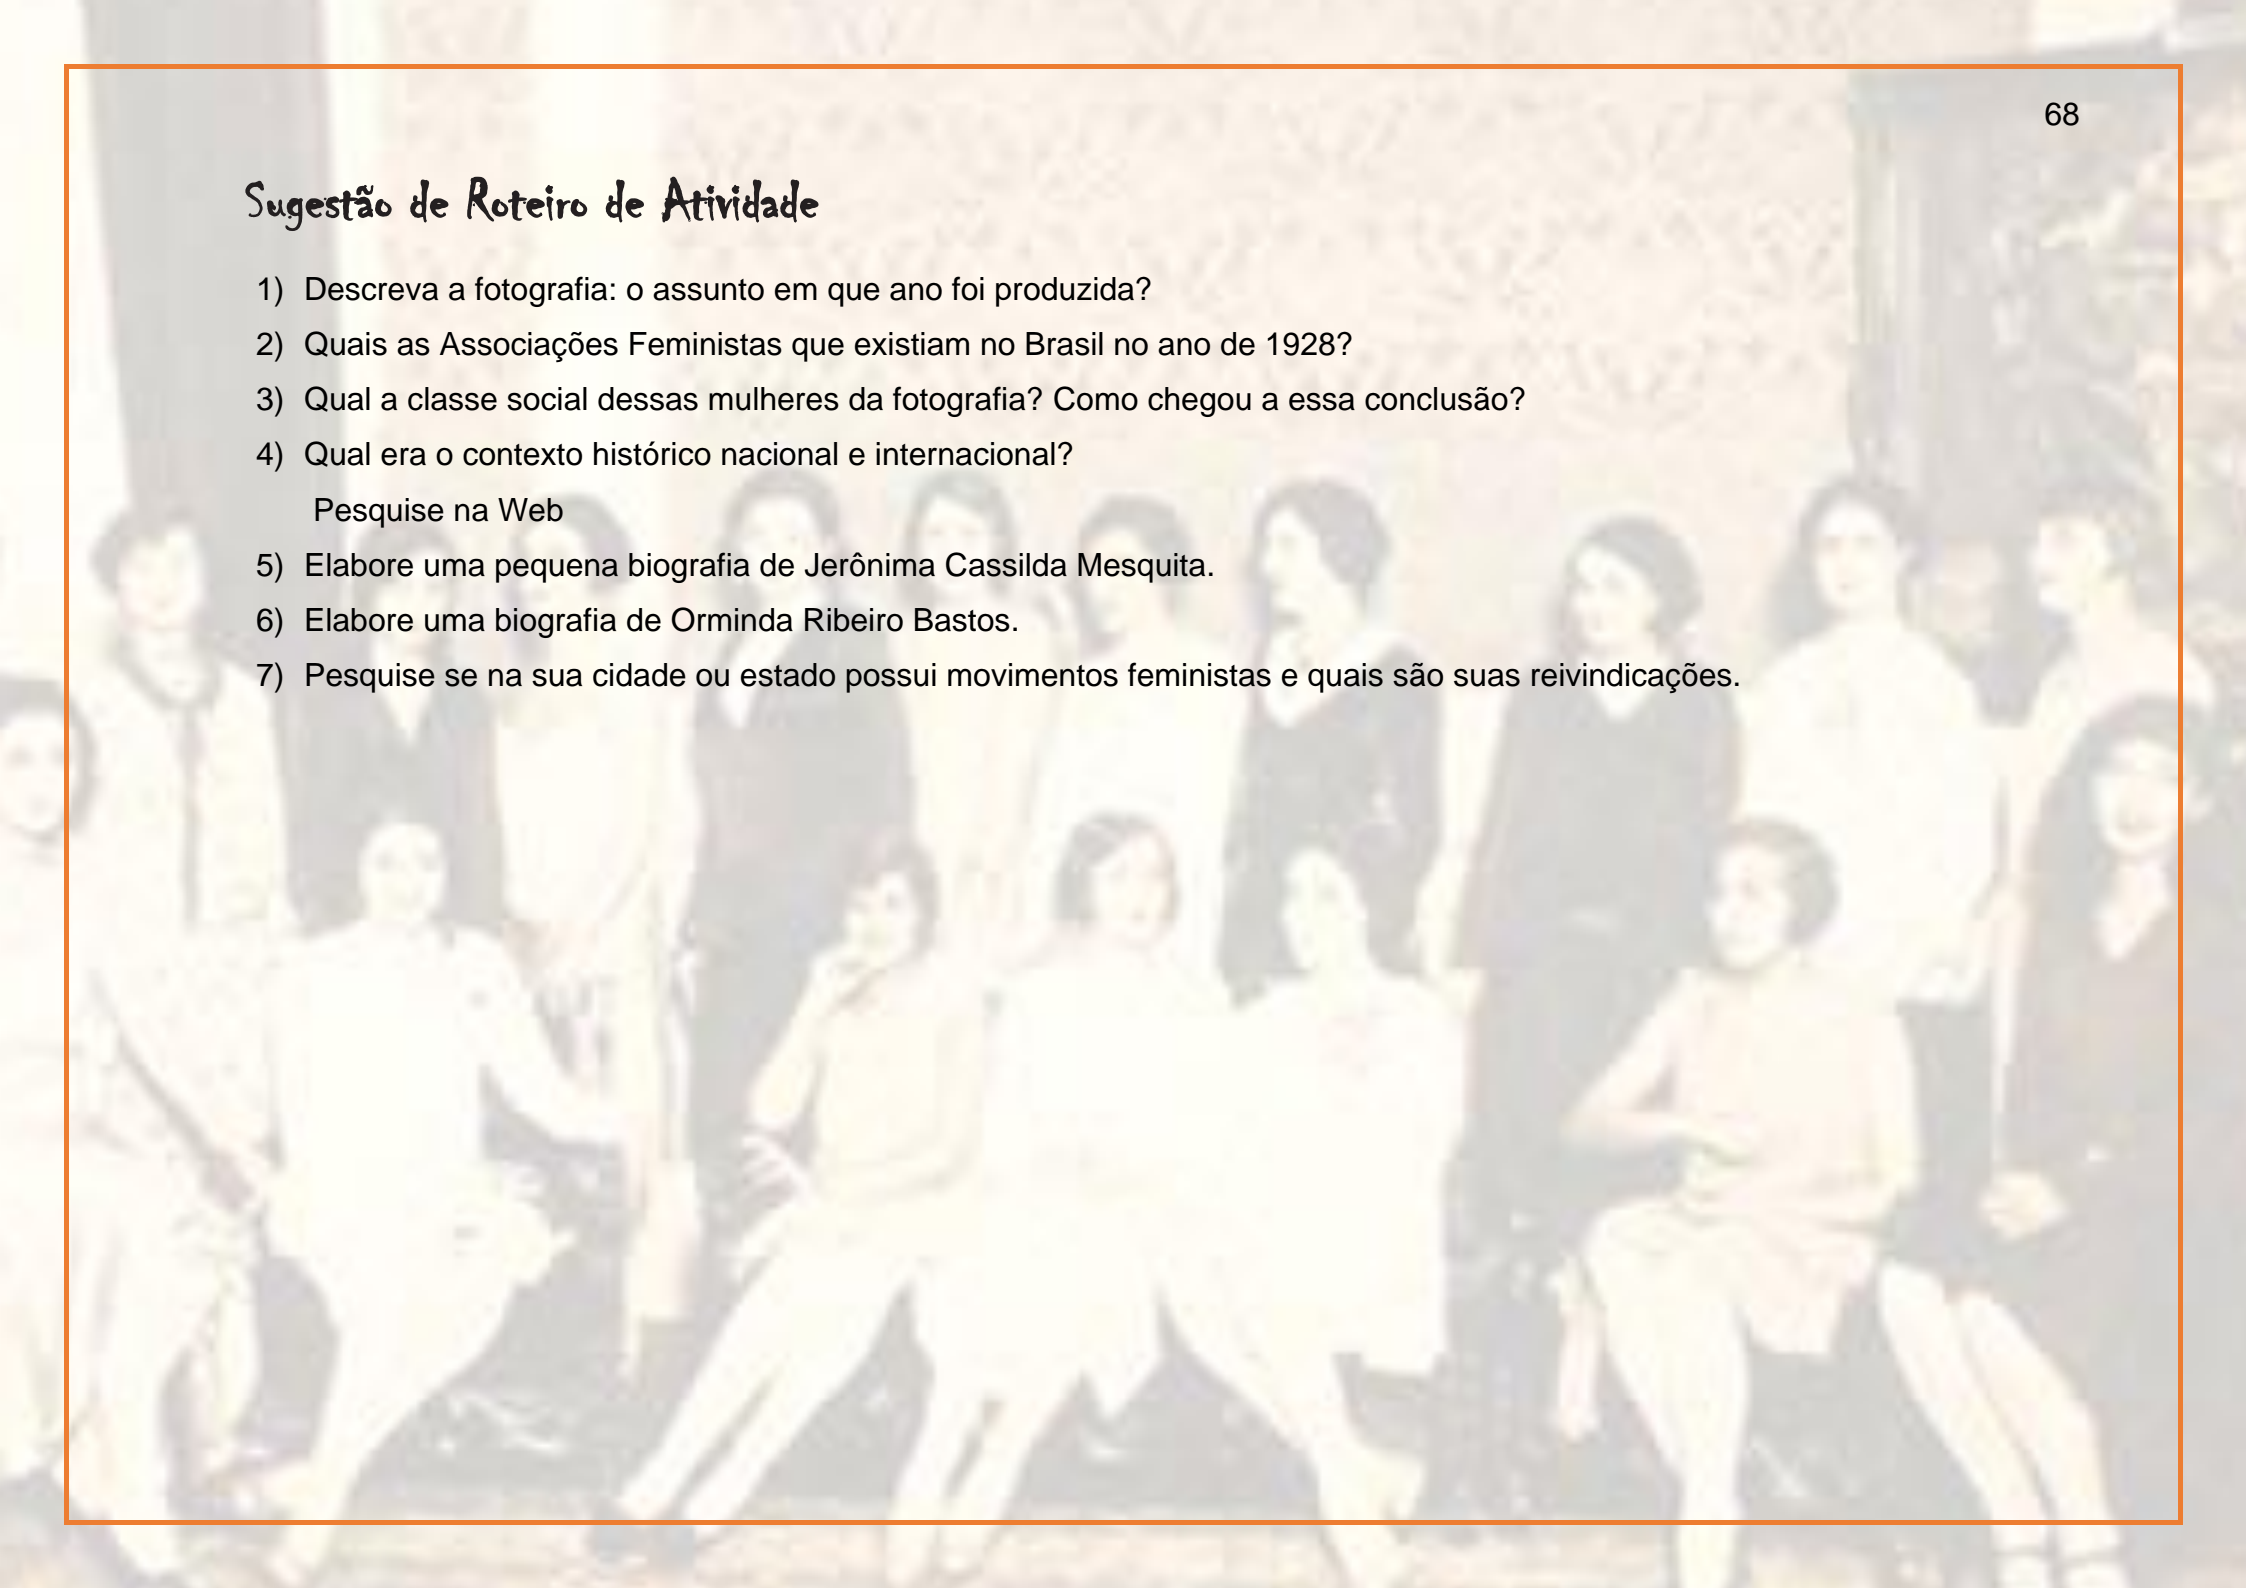 68
Sugestão de Roteiro de Atividade
1) Descreva a fotografia: o assunto em que ano foi produzida?
2) Quais as Associações Feministas que existiam no Brasil no ano de 1928?
3) Qual a classe social dessas mulheres da fotografia? Como chegou a essa conclusão?
4) Qual era o contexto histórico nacional e internacional?
Pesquise na Web
5) Elabore uma pequena biografia de Jerônima Cassilda Mesquita.
6) Elabore uma biografia de Orminda Ribeiro Bastos.
7) Pesquise se na sua cidade ou estado possui movimentos feministas e quais são suas reivindicações.